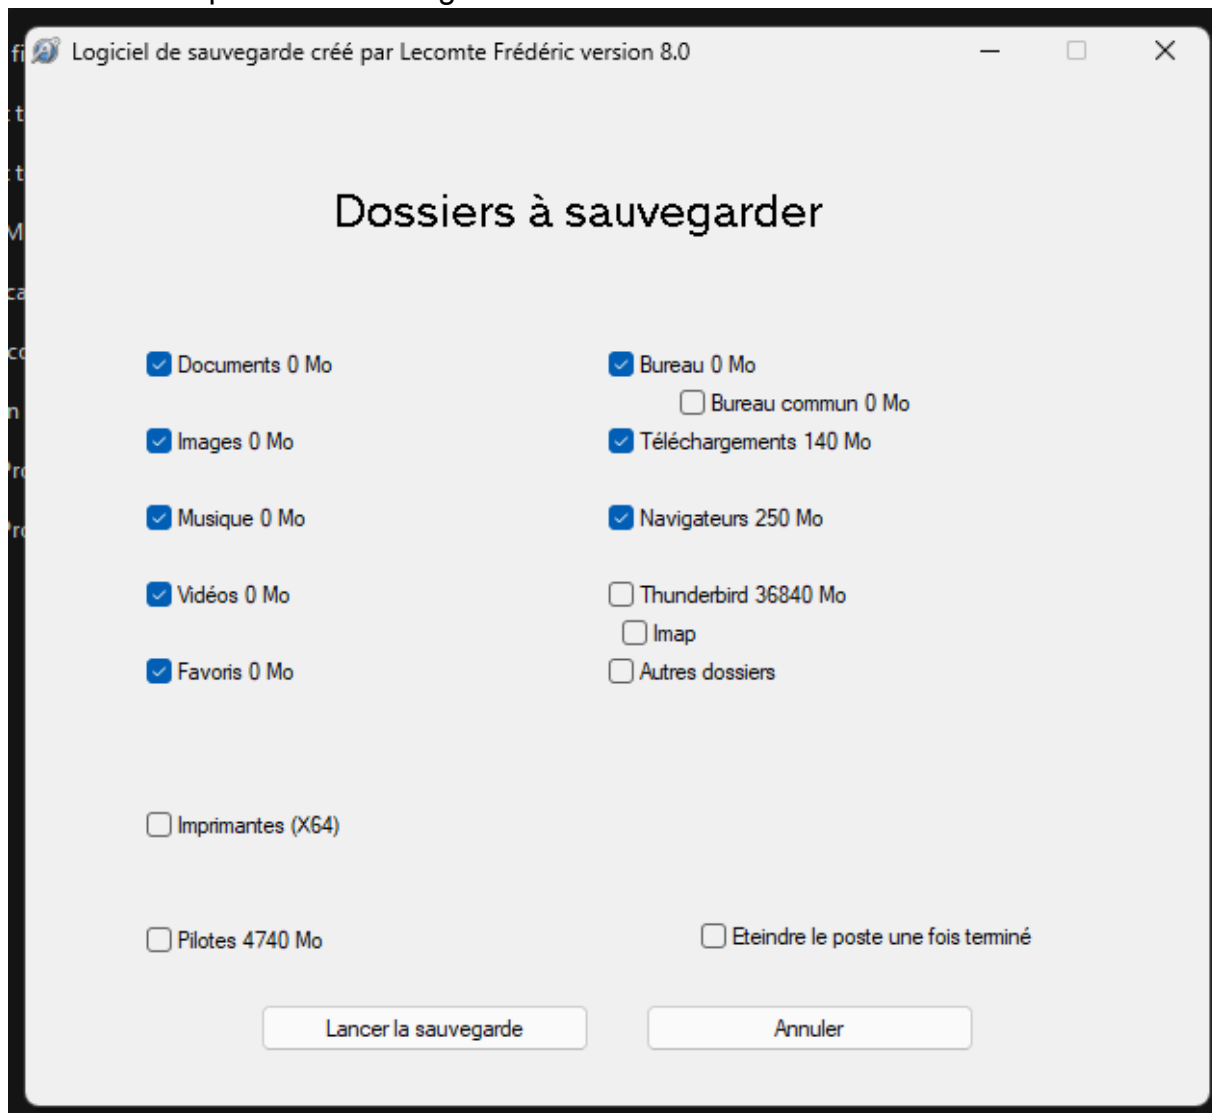 Logiciel de sauvegarde créé par Lecomte Frédéric version 8.0
Dossiers à sauvegarder
Documents 0 Mo
Bureau 0 Mo
Bureau commun 0 Mo
Images 0 Mo
Téléchargements 140 Mo
Musique 0 Mo
Navigateurs 250 Mo
Vidéos 0 Mo
Thunderbird 36840 Mo
Imap
Favoris 0 Mo
Autres dossiers
Imprimantes (X64)
Pilotes 4740 Mo
Eteindre le poste une fois terminé
Lancer la sauvegarde
Annuler